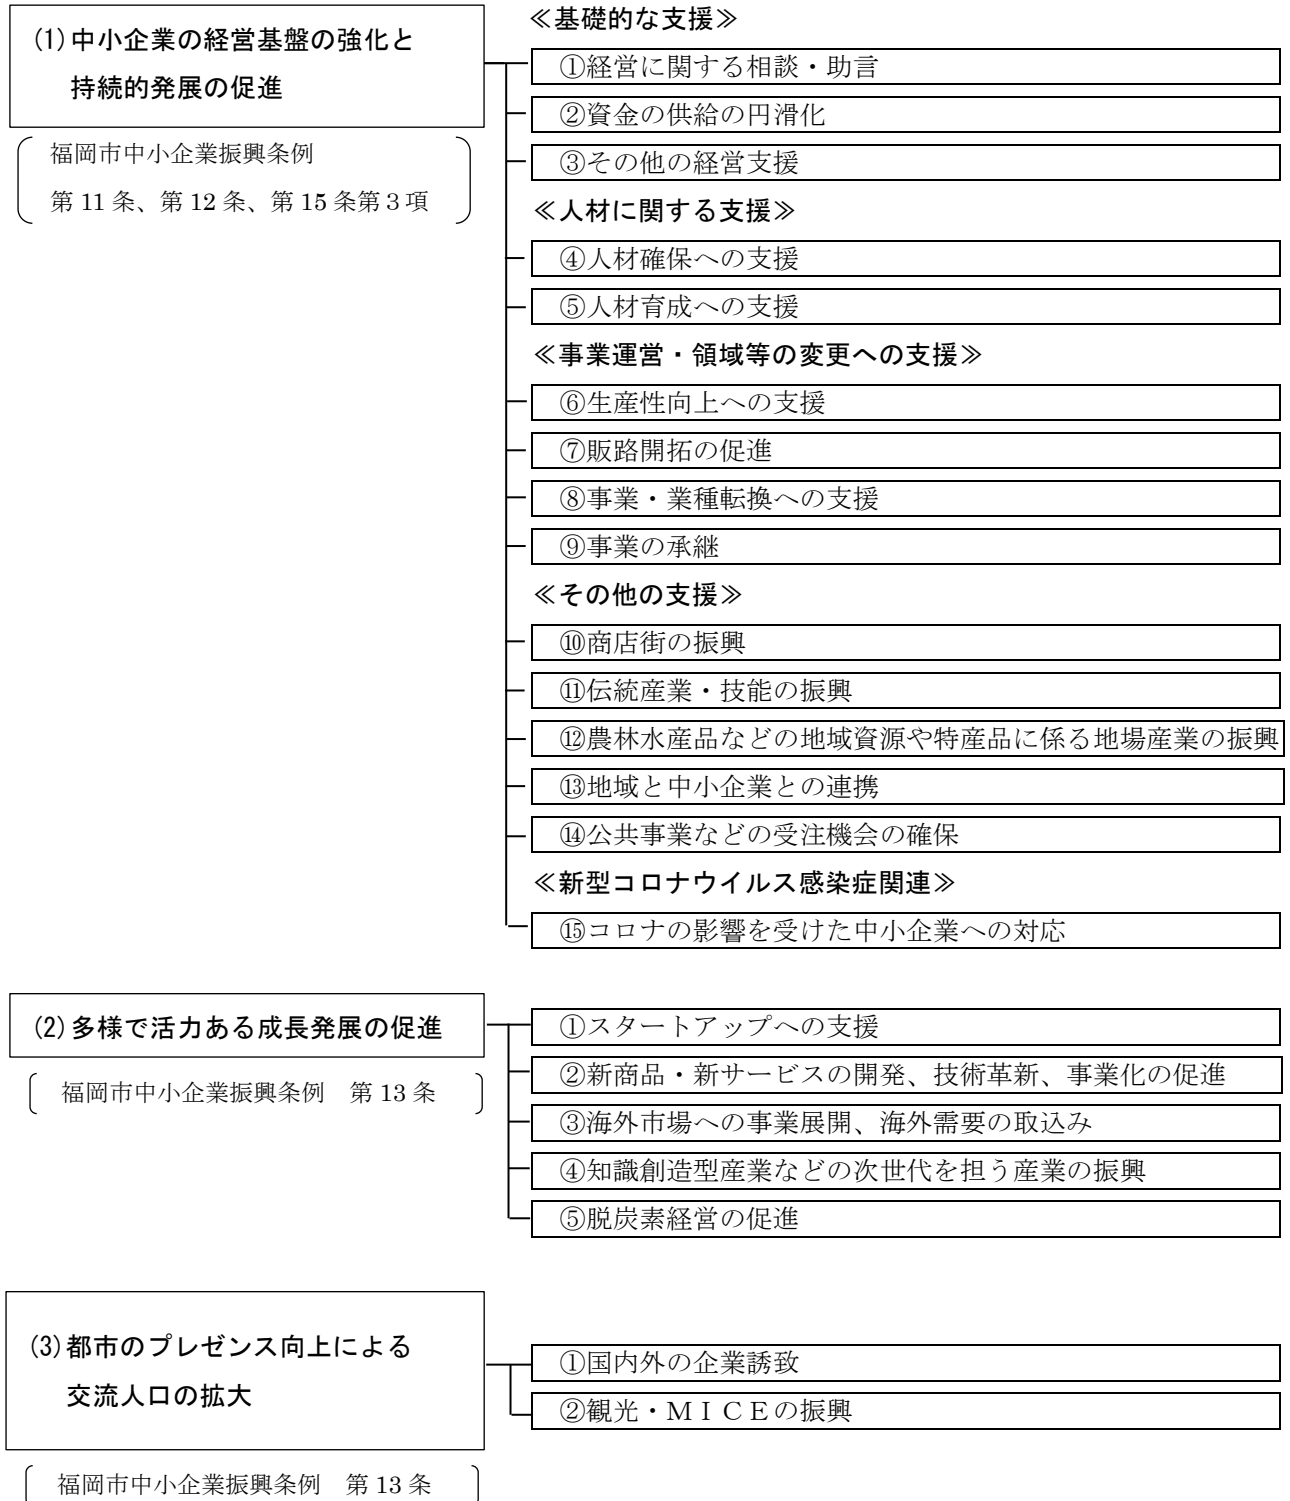 (1)中小企業の経営基盤の強化と
持続的発展の促進
福岡市中小企業振興条例
第 11 条、第 12 条、第 15 条第３項
≪基礎的な支援≫
①経営に関する相談・助言
②資金の供給の円滑化
③その他の経営支援
≪人材に関する支援≫
④人材確保への支援
⑤人材育成への支援
≪事業運営・領域等の変更への支援≫
⑥生産性向上への支援
⑦販路開拓の促進
⑧事業・業種転換への支援
⑨事業の承継
≪その他の支援≫
⑩商店街の振興
⑪伝統産業・技能の振興
⑫農林水産品などの地域資源や特産品に係る地場産業の振興
⑬地域と中小企業との連携
⑭公共事業などの受注機会の確保
≪新型コロナウイルス感染症関連≫
⑮コロナの影響を受けた中小企業への対応
(2)多様で活力ある成長発展の促進
福岡市中小企業振興条例　第 13 条
①スタートアップへの支援
②新商品・新サービスの開発、技術革新、事業化の促進
③海外市場への事業展開、海外需要の取込み
④知識創造型産業などの次世代を担う産業の振興
⑤脱炭素経営の促進
(3)都市のプレゼンス向上による
交流人口の拡大
福岡市中小企業振興条例　第 13 条
①国内外の企業誘致
②観光・ＭＩＣＥの振興